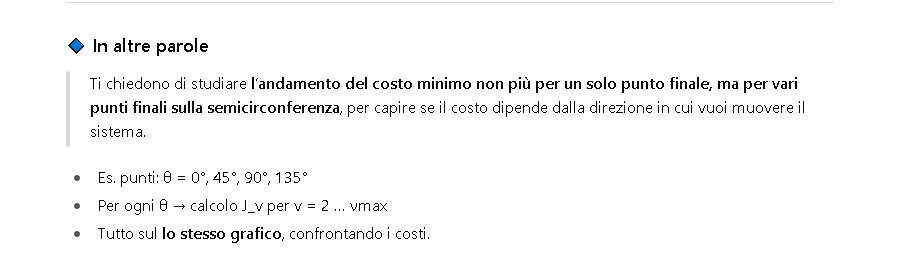 In altre parole
Ti chiedono di studiare l'andamento del costo minimo non più per un solo punto finale, ma per vari
punti finali sulla semicirconferenza, per capire se il costo dipende dalla direzione in cui vuoi muovere il
sistema.
Es. punti: θ = 0°, 45°, 90°, 135°
Per ogni θ → calcolo J_ν per ν = 2 … νmax
Tutto sul lo stesso grafico, confrontando i costi.